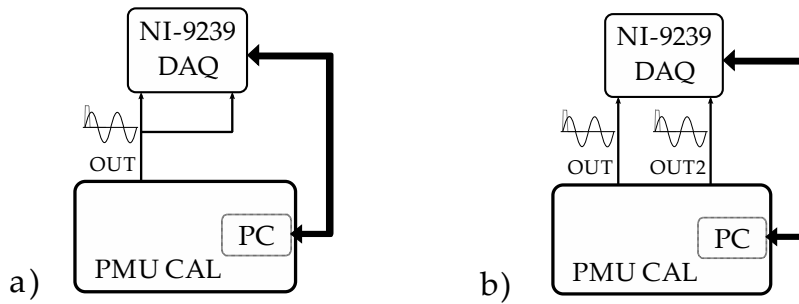 NI-9239
DAQ
OUT
PC
PMU CAL
a)
NI-9239
DAQ
OUT
OUT2
PC
PMU CAL
b)